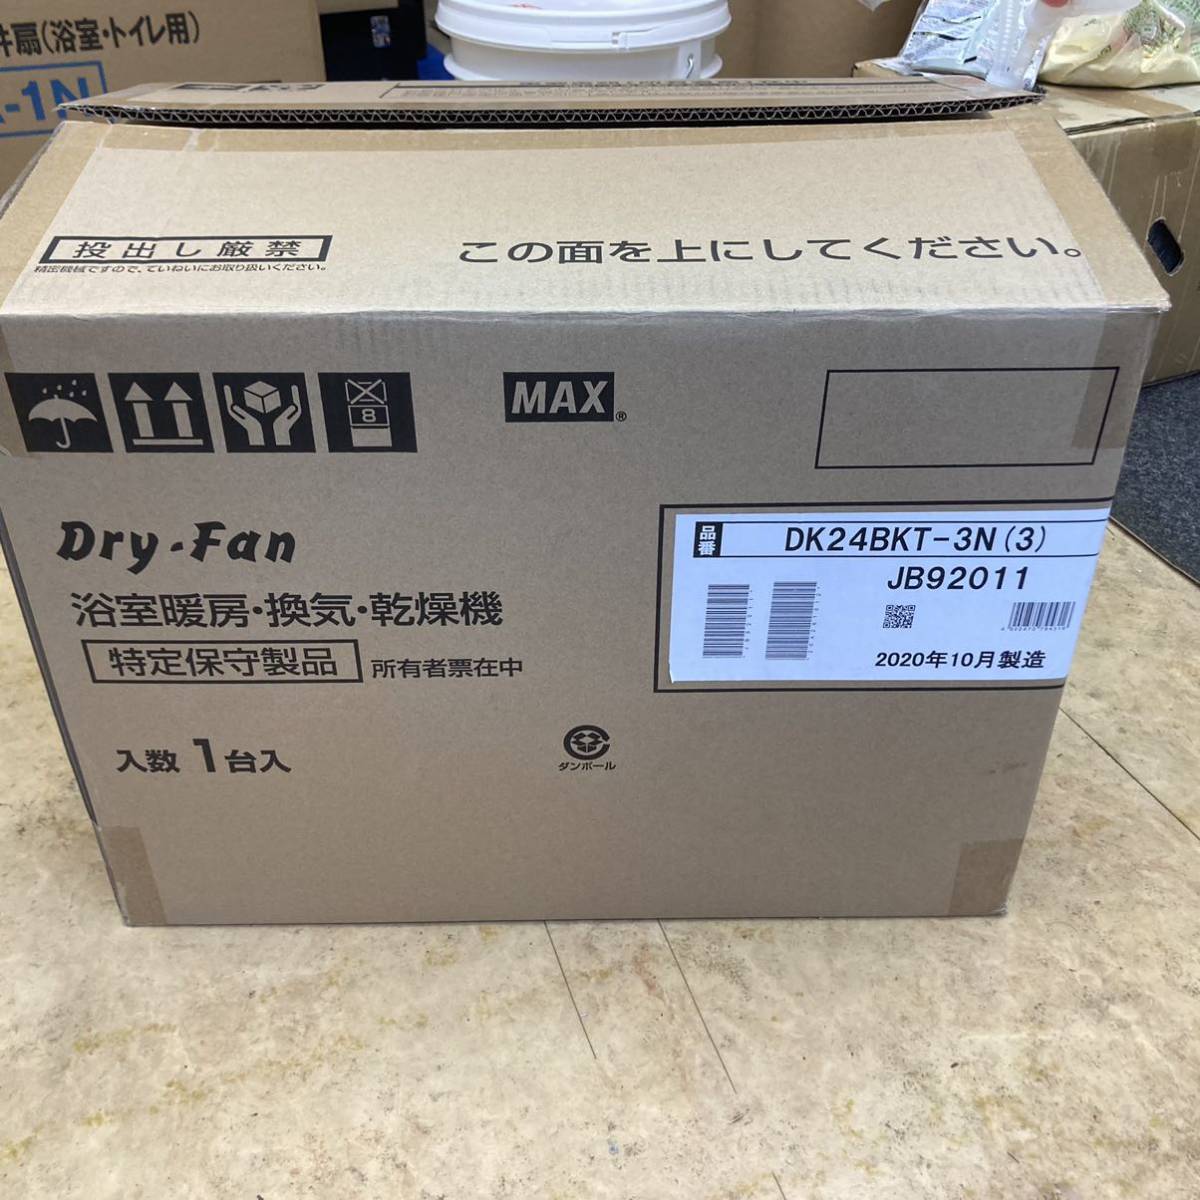 井扇(浴室・トイレ用)
-1N
投出し厳禁
精密機械ですので、ていねいにお取り扱いください。
この面を上にしてください。
8
MAX®
Dry・Fan
浴室暖房・換気・乾燥機
特定保守製品 所有者票在中
入数 1台入
ダンボール
品番 DK24BKT-3N(3)
JB92011
2020年10月製造